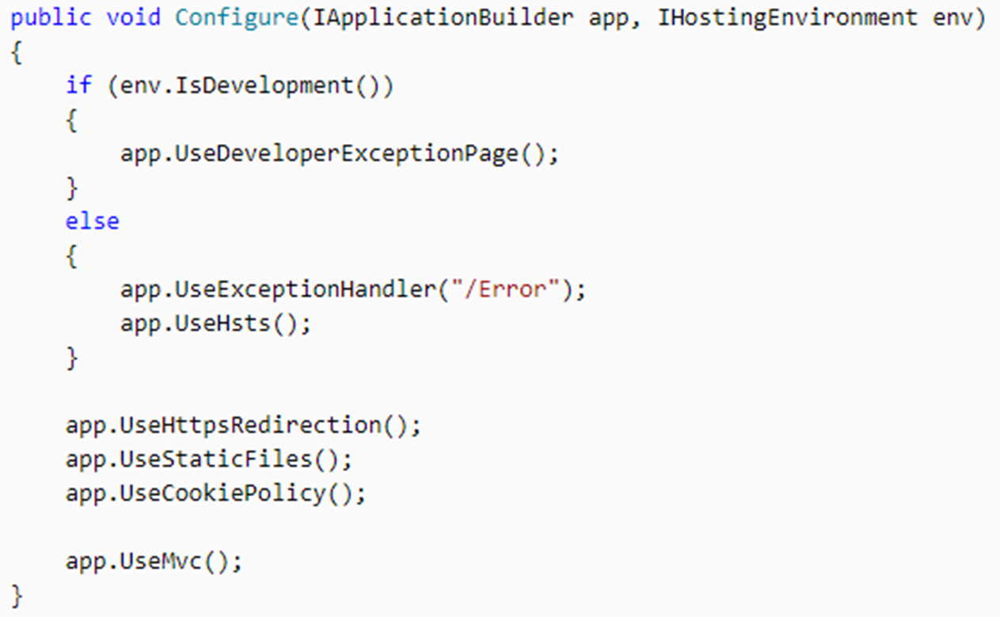 public void Configure(IApplicationBuilder app, IHostingEnvironment env)
{
    if (env.IsDevelopment())
    {
        app.UseDeveloperExceptionPage();
    }
    else
    {
        app.UseExceptionHandler("/Error");
        app.UseHsts();
    }

    app.UseHttpsRedirection();
    app.UseStaticFiles();
    app.UseCookiePolicy();

    app.UseMvc();
}